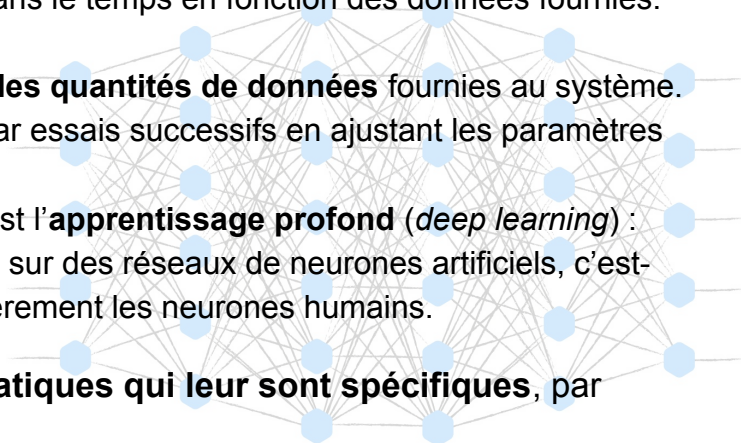 ans le temps en fonction des données fournies.
des quantités de données fournies au système.
ar essais successifs en ajustant les paramètres
st l’apprentissage profond (deep learning) :
sur des réseaux de neurones artificiels, c’est-
èrement les neurones humains.
atiques qui leur sont spécifiques, par